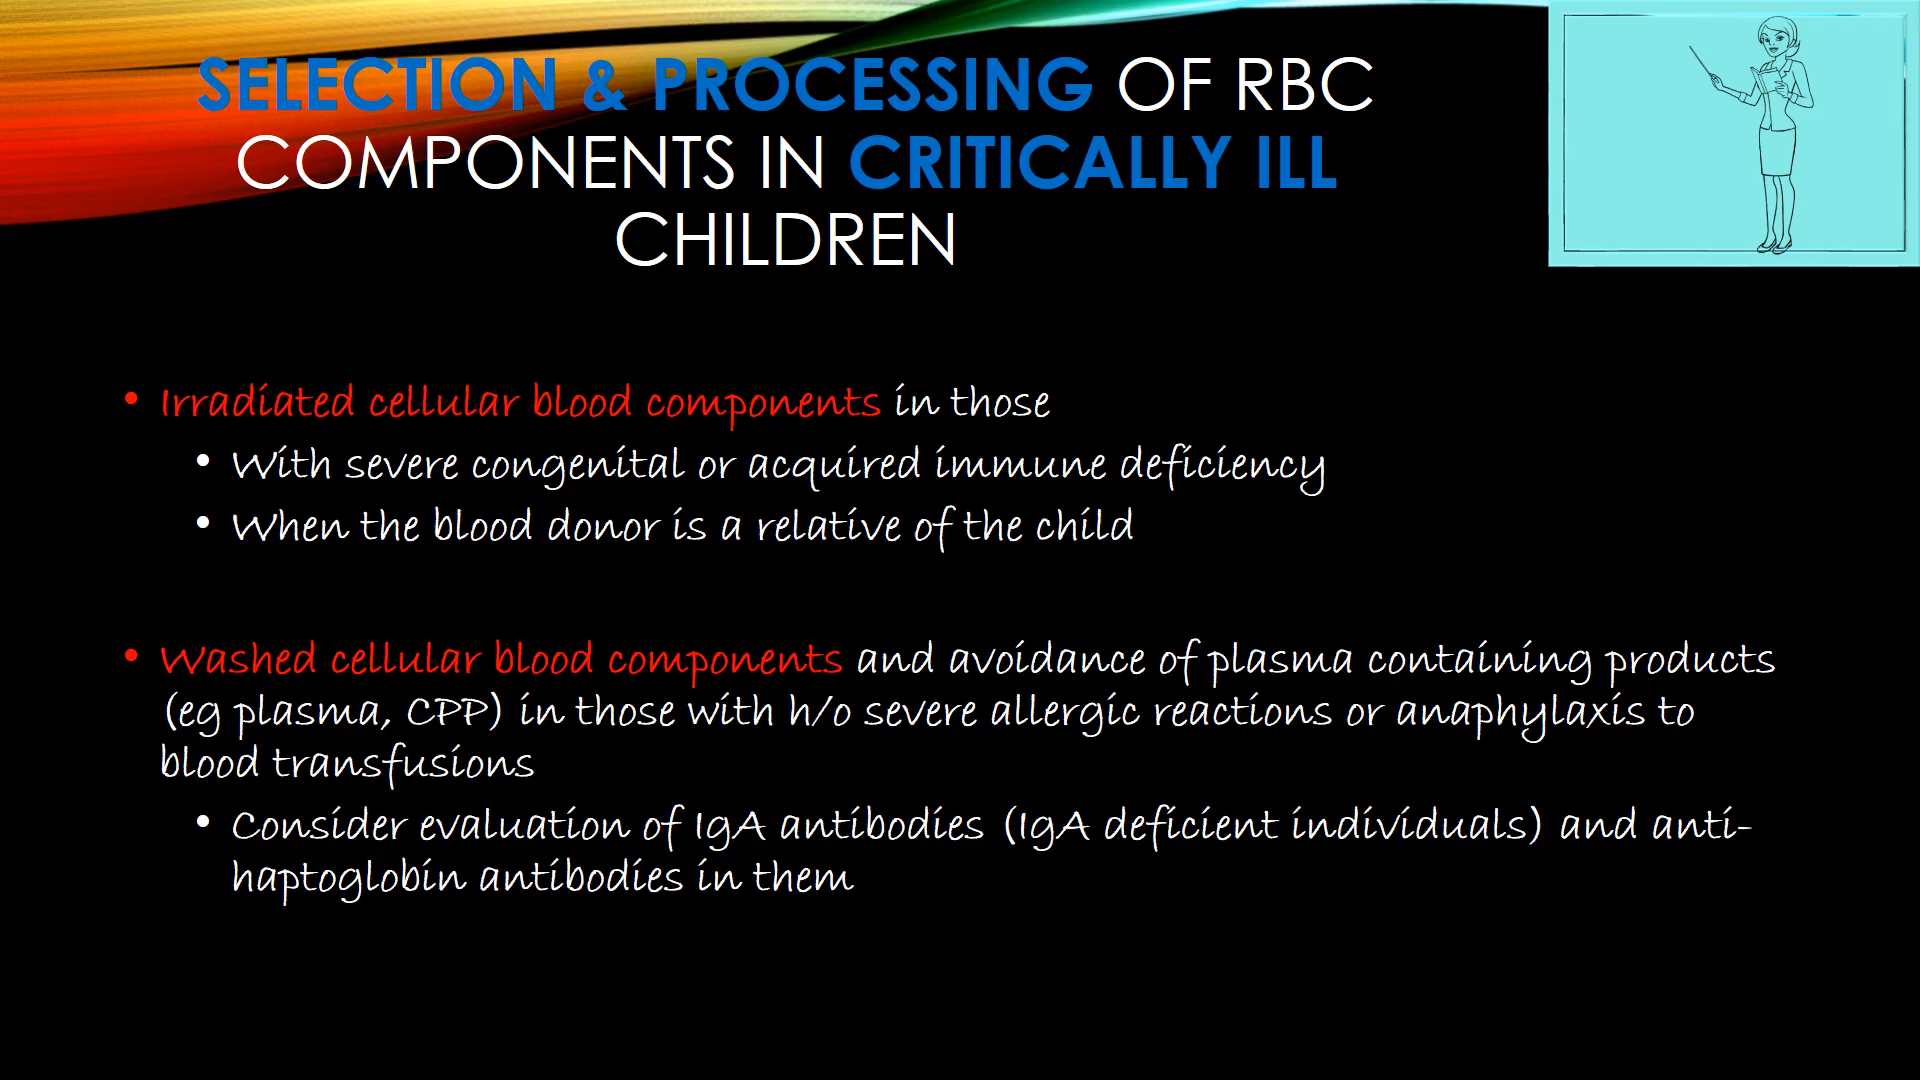 SELECTION & PROCESSING OF RBC
COMPONENTS IN CRITICALLY ILL
CHILDREN
• Irradiated cellular blood components in those
• With severe congenital or acquired immune deficiency
• When the blood donor is a relative of the child
• Washed cellular blood components and avoidance of plasma containing products
(eg plasma, CPP) in those with h/o severe allergic reactions or anaphylaxis to
blood transfusions
• Consider evaluation of IgA antibodies (IgA deficient individuals) and anti-
haptoglobin antibodies in them